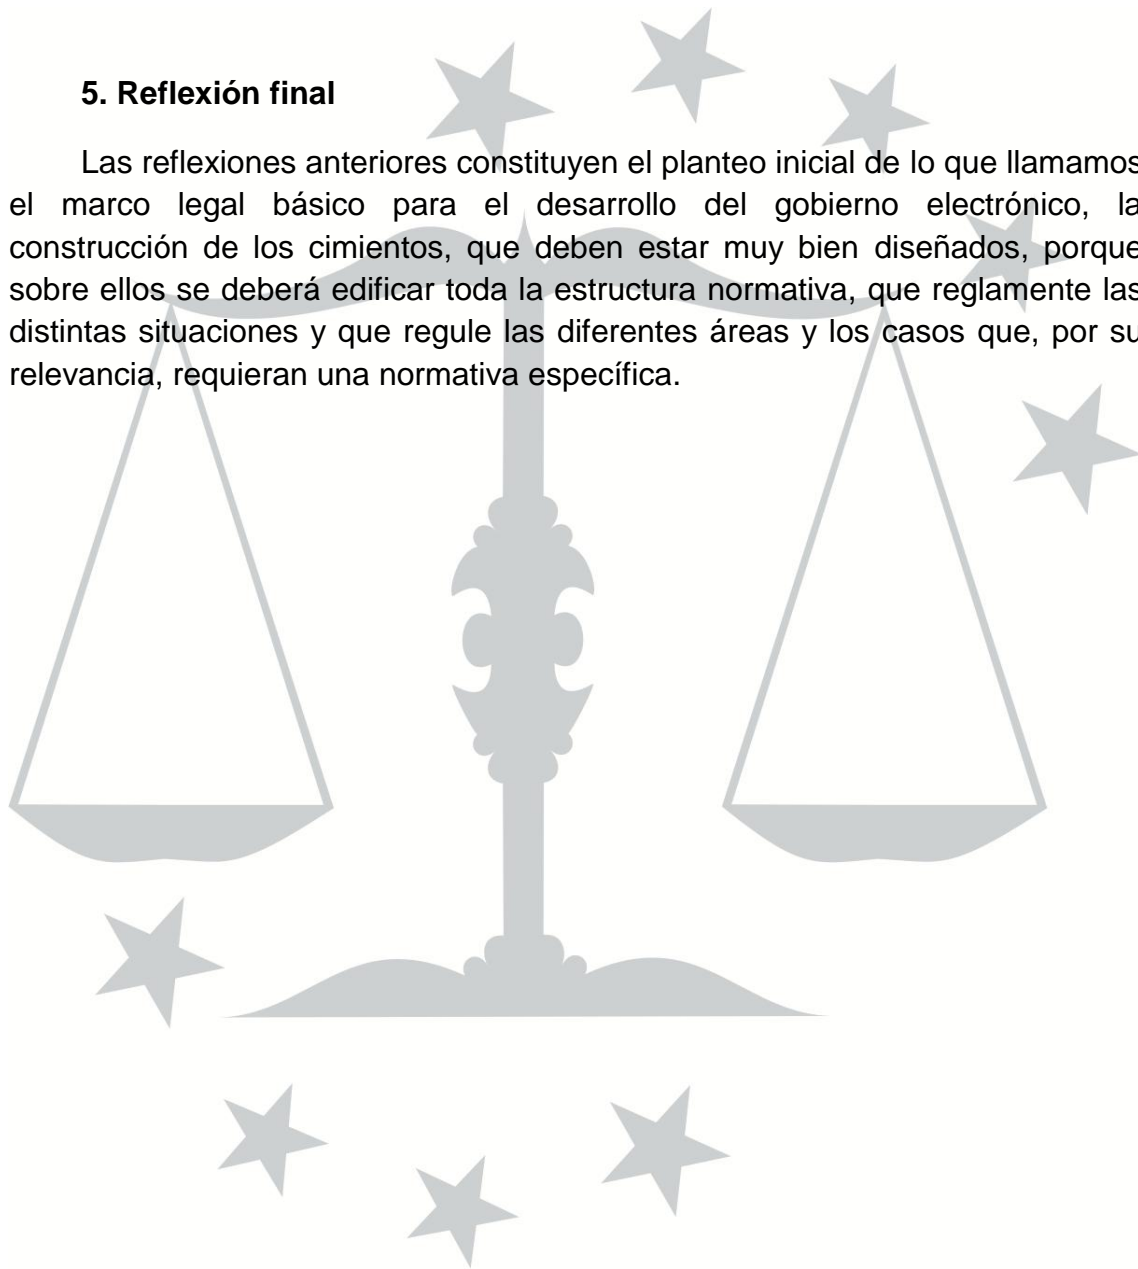 5. Reflexión final
Las reflexiones anteriores constituyen el planteo inicial de lo que llamamos
el marco legal básico para el desarrollo del gobierno electrónico, la
construcción de los cimientos, que deben estar muy bien diseñados, porque
sobre ellos se deberá edificar toda la estructura normativa, que reglamente las
distintas situaciones y que regule las diferentes áreas y los casos que, por su
relevancia, requieran una normativa específica.